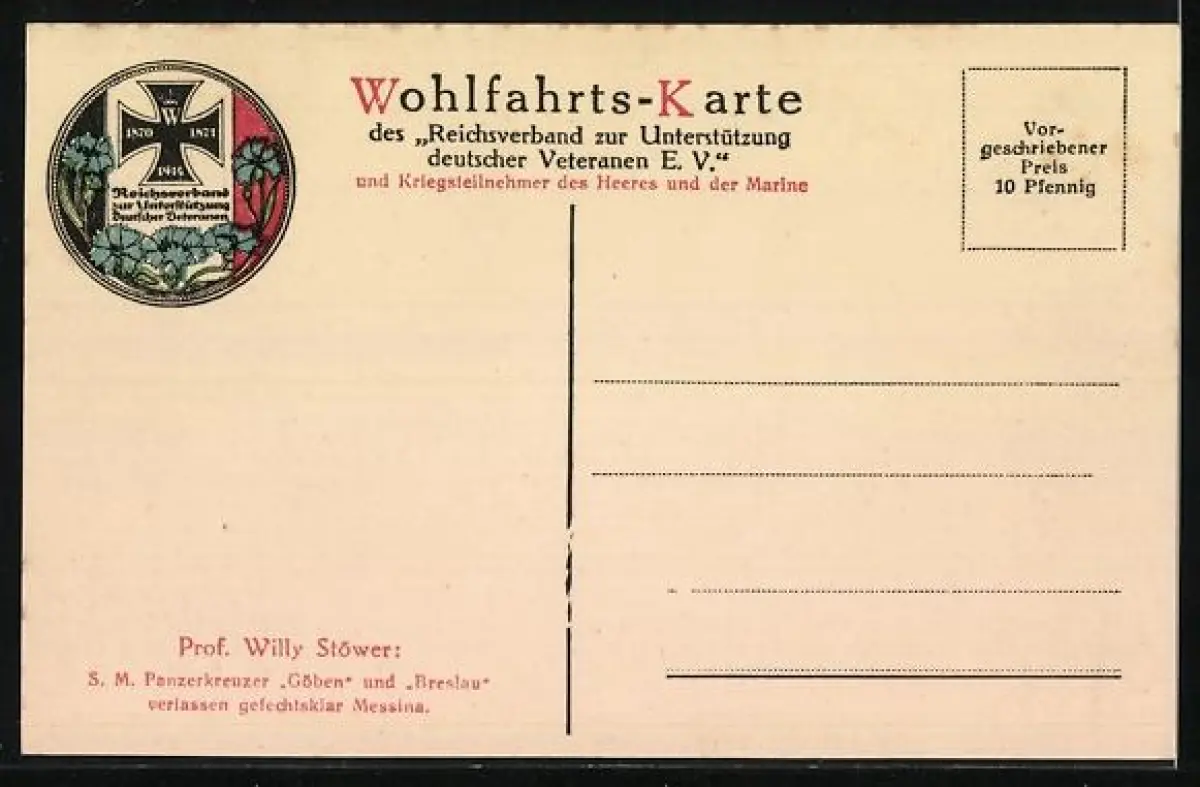 W
1870 1871
1914
Reichsverband
zur Unterstützung
Deutscher Veteranen
Wohlfahrts-Karte
des „Reichsverband zur Unterstützung
deutscher Veteranen E. V.“
und Kriegsteilnehmer des Heeres und der Marine
Vor-
geschriebener
Preis
10 Pfennig
Prof. Willy Stöwer:
S. M. Panzerkreuzer „Göben“ und „Breslau“
verlassen gefechtsklar Messina.